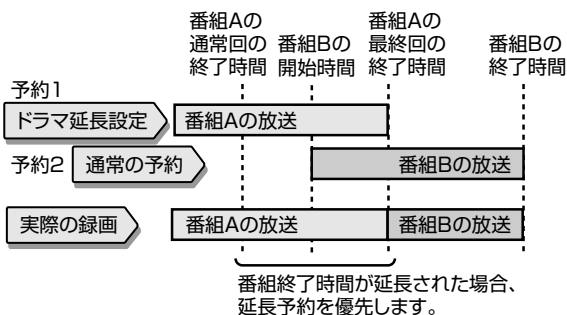 番組Aの
通常回の
終了時間
番組Bの
開始時間
番組Aの
最終回の
終了時間
番組Bの
終了時間
予約1
ドラマ延長設定
番組Aの放送
予約2
通常の予約
番組Bの放送
実際の録画
番組Aの放送
番組Bの放送
番組終了時間が延長された場合、
延長予約を優先します。